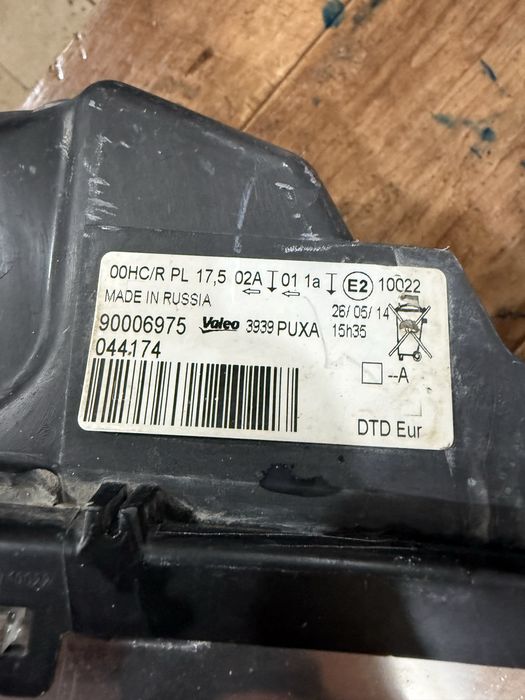 00HC/R PL 17,5 02A 01 1a E2 10022
MADE IN RUSSIA 26/ 05/ 14
90006975 Valeo 3939 PUXA 15h35
044174
--A
DTD Eur